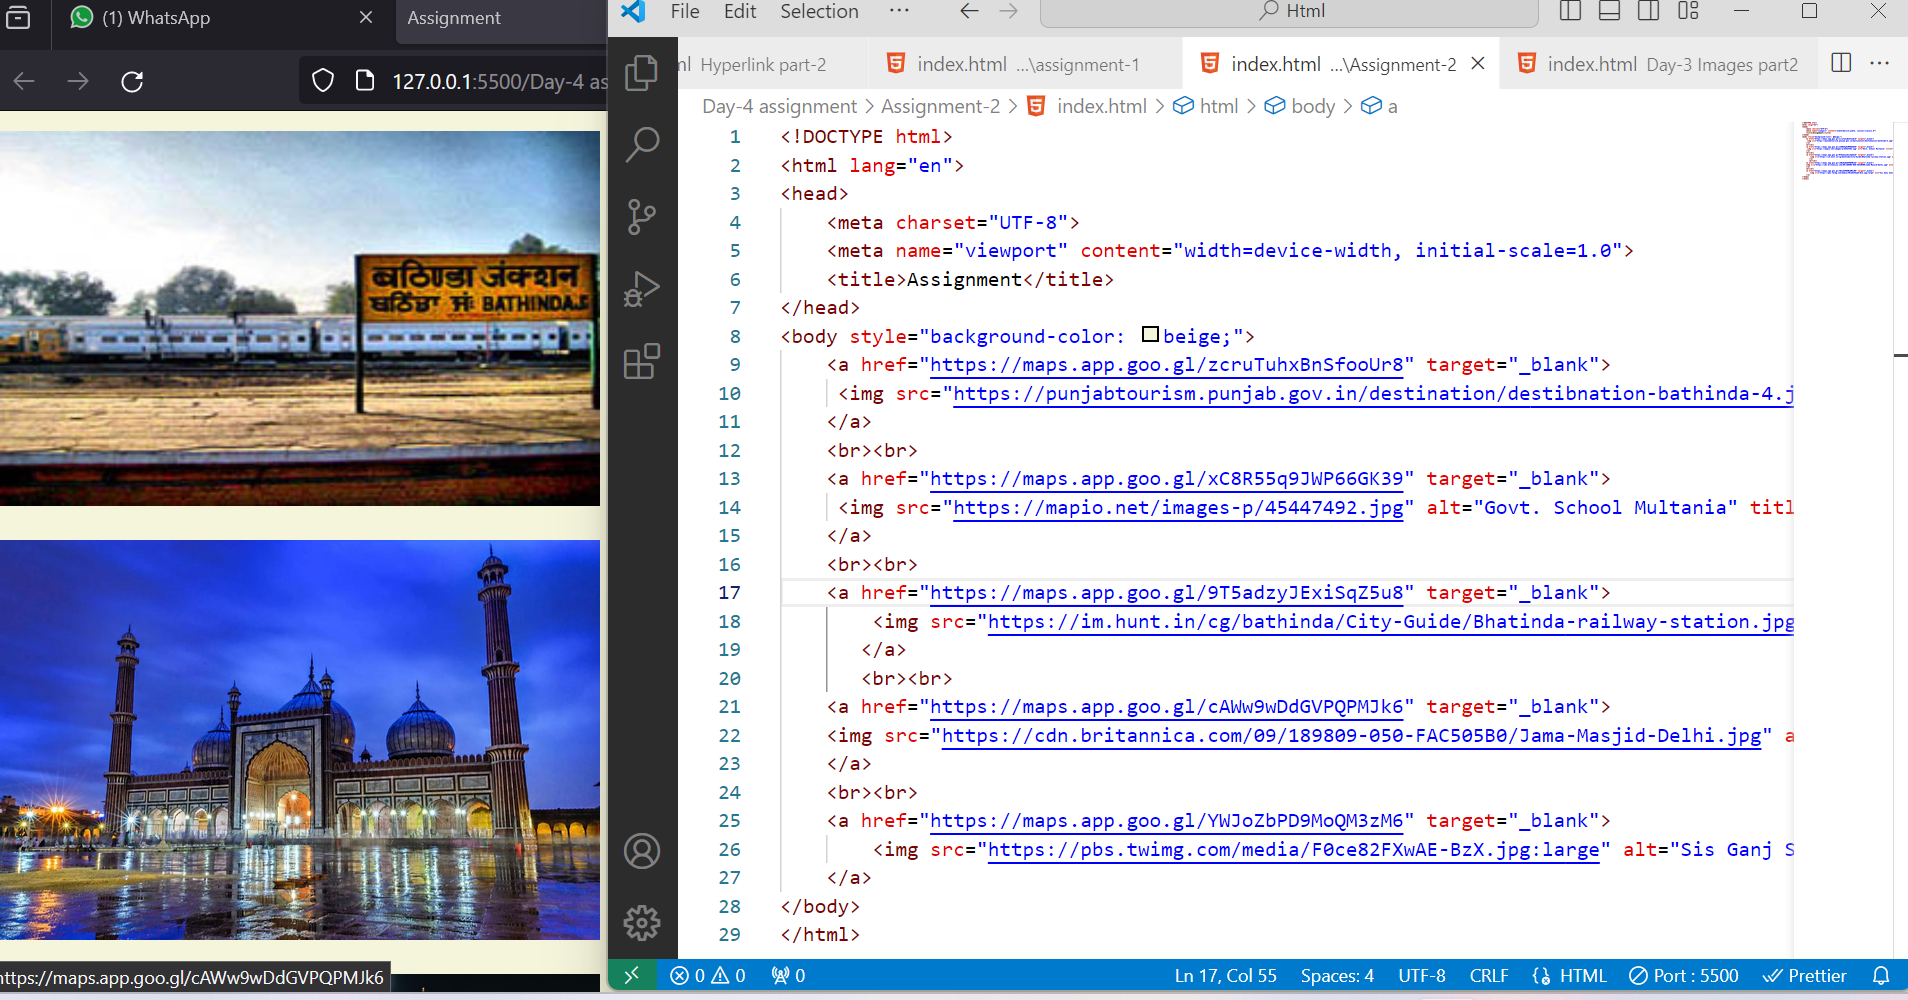 (1) WhatsApp
Assignment
127.0.0.1:5500/Day-4 as
बठिण्डा जंक्शन
ਬਠਿੰਡਾ ਜੰ: BATHINDA J
https://maps.app.goo.gl/cAWw9wDdGVPQPMJk6
File Edit Selection ··· Html
Hyperlink part-2 index.html ...\assignment-1 index.html ...\Assignment-2 index.html Day-3 Images part2
Day-4 assignment > Assignment-2 > index.html > html > body > a
1 <!DOCTYPE html>
2 <html lang="en">
3 <head>
4 <meta charset="UTF-8">
5 <meta name="viewport" content="width=device-width, initial-scale=1.0">
6 <title>Assignment</title>
7 </head>
8 <body style="background-color: beige;">
9 <a href="https://maps.app.goo.gl/zcruTuhxBnSfooUr8" target="_blank">
10 <img src="https://punjabtourism.punjab.gov.in/destination/destibnation-bathinda-4.j
11 </a>
12 <br><br>
13 <a href="https://maps.app.goo.gl/xC8R55q9JWP66GK39" target="_blank">
14 <img src="https://mapio.net/images-p/45447492.jpg" alt="Govt. School Multania" titl
15 </a>
16 <br><br>
17 <a href="https://maps.app.goo.gl/9T5adzyJExiSqZ5u8" target="_blank">
18 <img src="https://im.hunt.in/cg/bathinda/City-Guide/Bhatinda-railway-station.jpg
19 </a>
20 <br><br>
21 <a href="https://maps.app.goo.gl/cAWw9wDdGVPQPMJk6" target="_blank">
22 <img src="https://cdn.britannica.com/09/189809-050-FAC505B0/Jama-Masjid-Delhi.jpg" a
23 </a>
24 <br><br>
25 <a href="https://maps.app.goo.gl/YWJoZbPD9MoQM3zM6" target="_blank">
26 <img src="https://pbs.twimg.com/media/F0ce82FXwAE-BzX.jpg:large" alt="Sis Ganj S
27 </a>
28 </body>
29 </html>
0 0 0 Ln 17, Col 55 Spaces: 4 UTF-8 CRLF HTML Port : 5500 Prettier